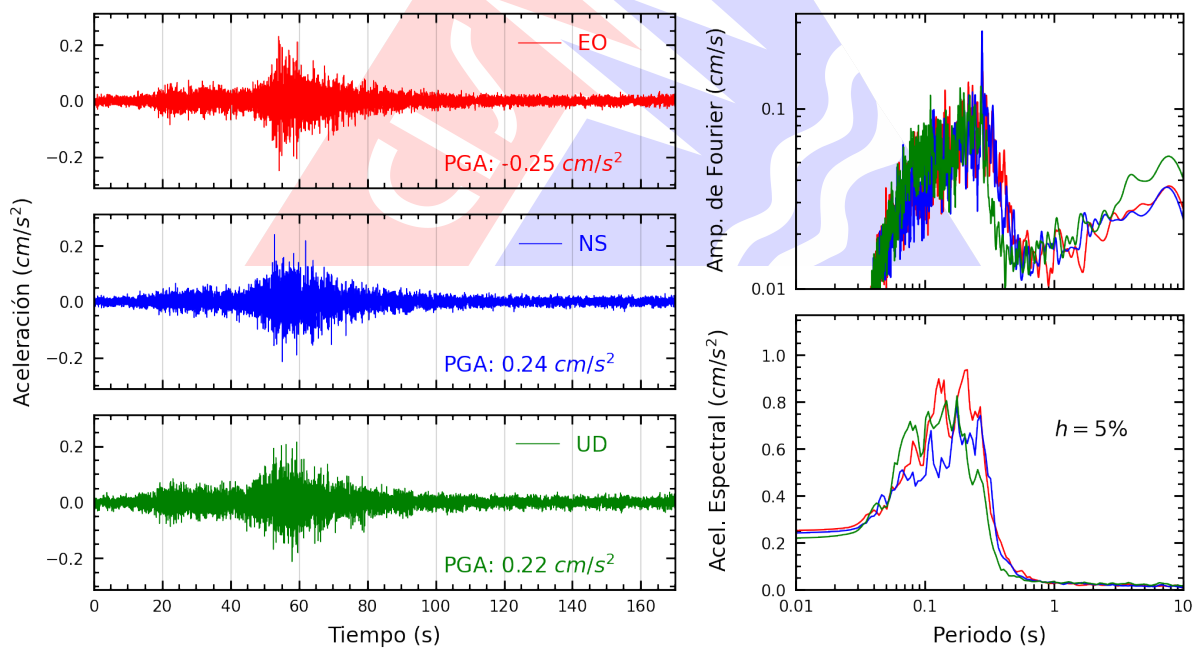 Aceleración (cm/s²)
0.2
0.0
−0.2
EO
PGA: -0.25 cm/s²
0.2
0.0
−0.2
NS
PGA: 0.24 cm/s²
0.2
0.0
−0.2
UD
PGA: 0.22 cm/s²
0 20 40 60 80 100 120 140 160
Tiempo (s)
Amp. de Fourier (cm/s)
0.1
0.01
Acel. Espectral (cm/s²)
1.0
0.8
0.6
0.4
0.2
0.0
h = 5%
0.01 0.1 1 10
Periodo (s)